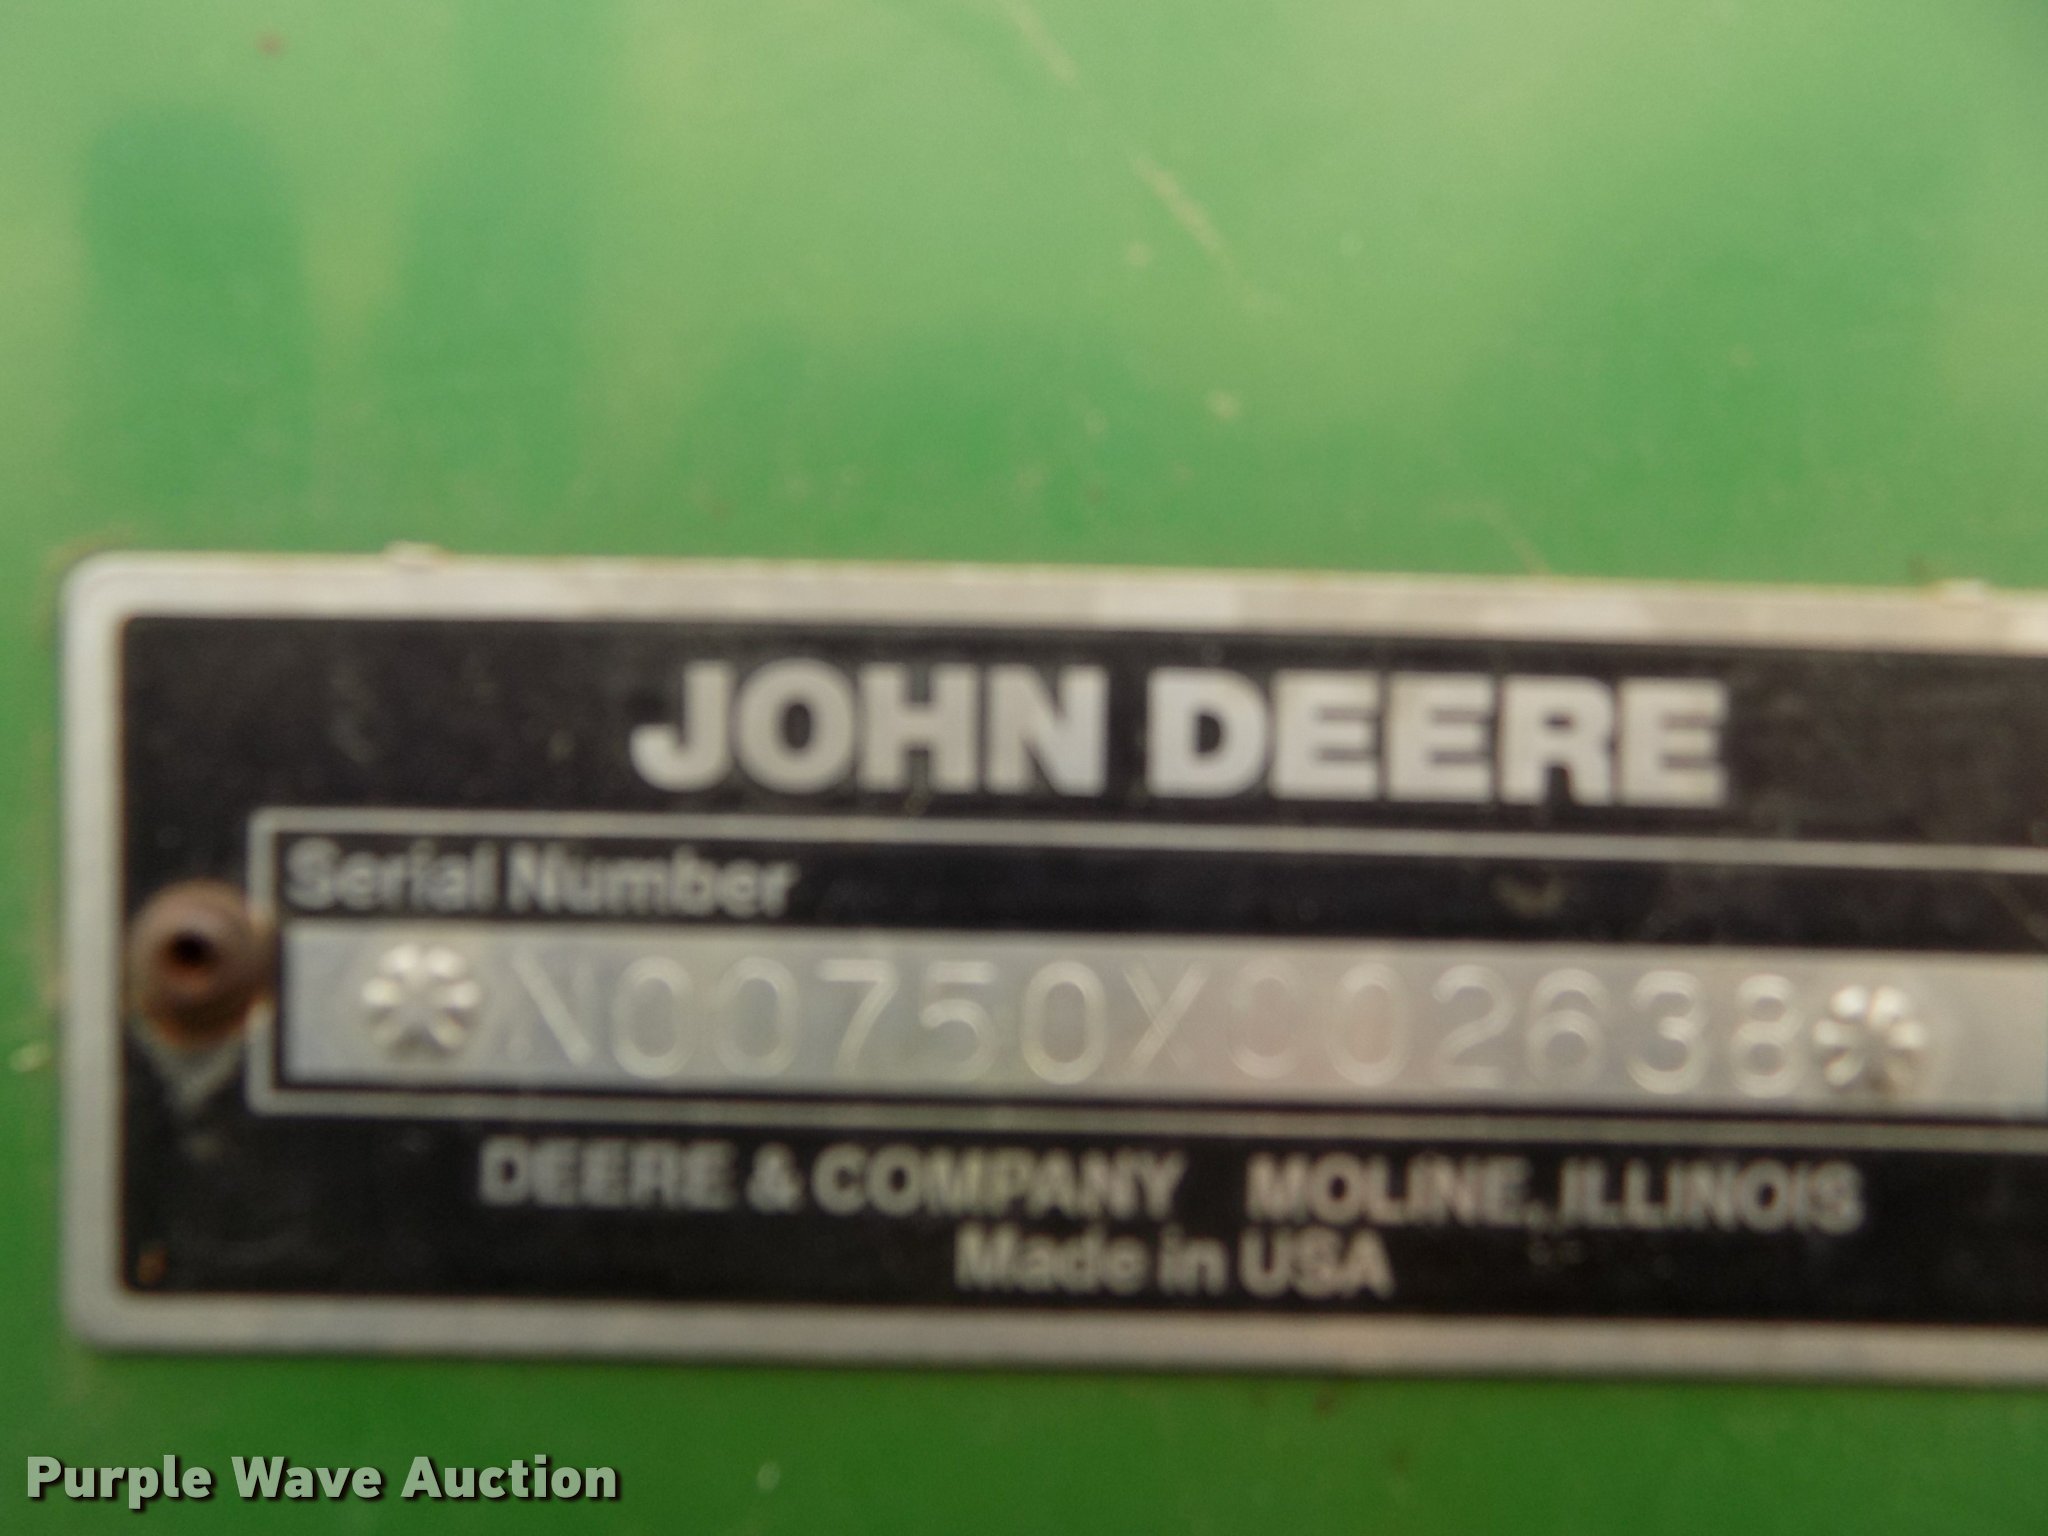 JOHN DEERE
Serial Number
*N00750X002638*
DEERE & COMPANY MOLINE, ILLINOIS
Made in USA
Purple Wave Auction